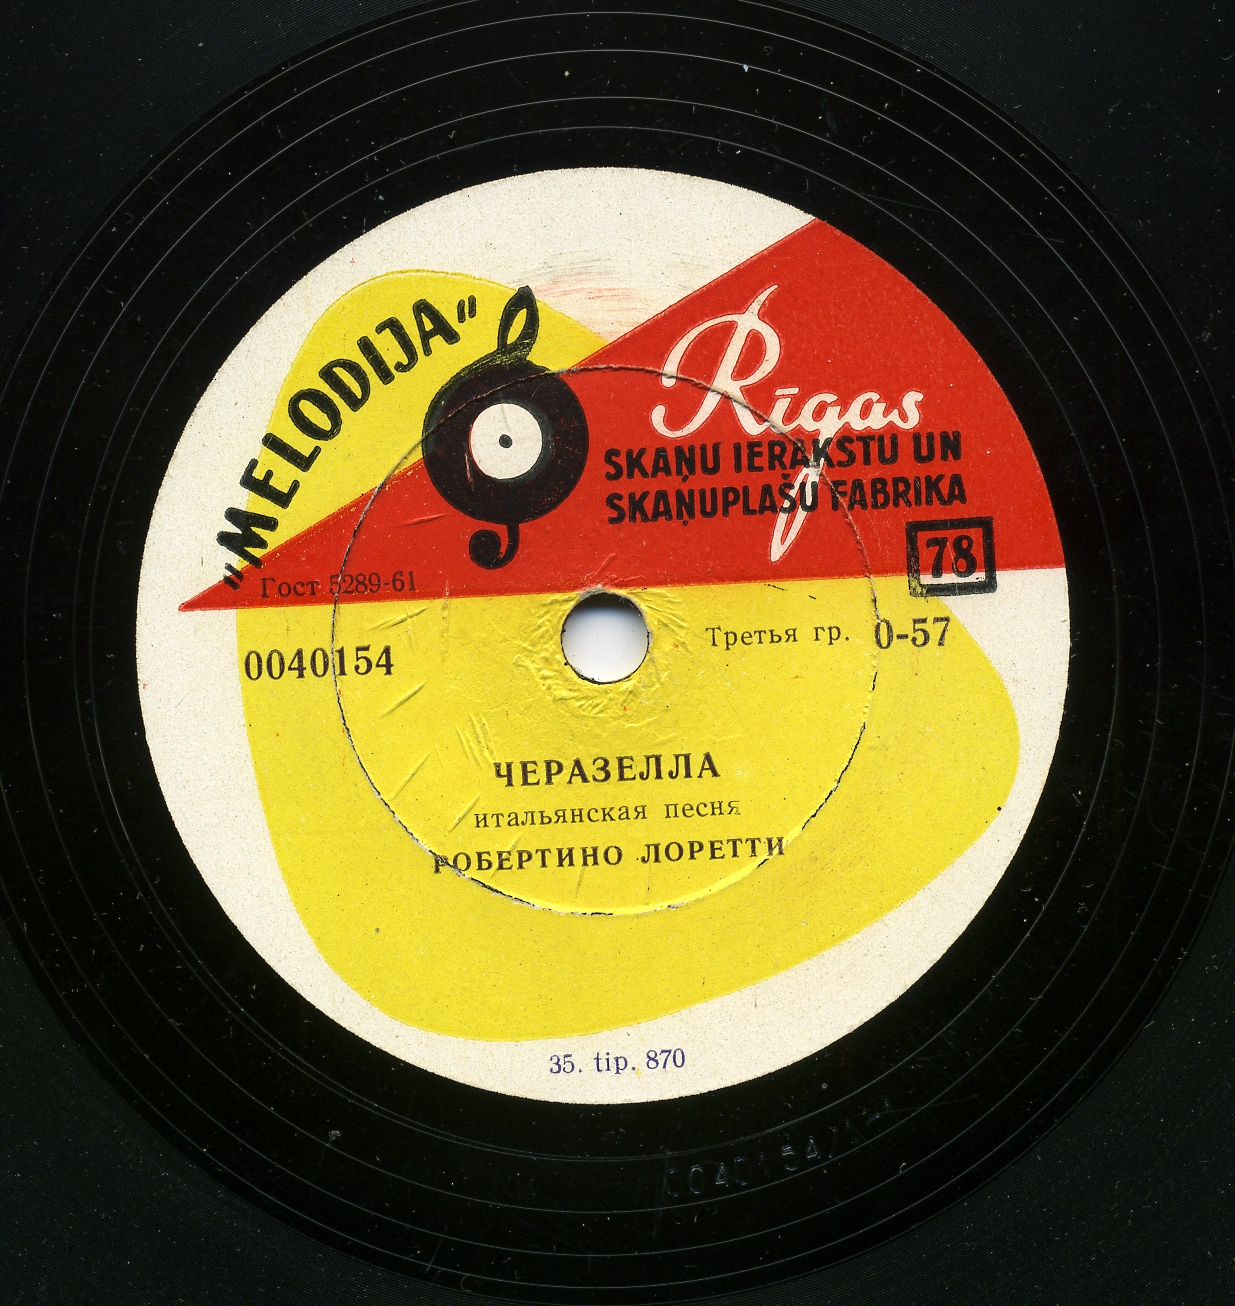 „MELODIJA"
Rīgas
SKAŅU IERAKSTU UN
SKAŅUPLAŠU FABRIKA
78
Гост 5289-61
0040154
Третья гр. 0-57
ЧЕРАЗЕЛЛА
итальянская песня
РОБЕРТИНО ЛОРЕТТИ
35. tip. 870